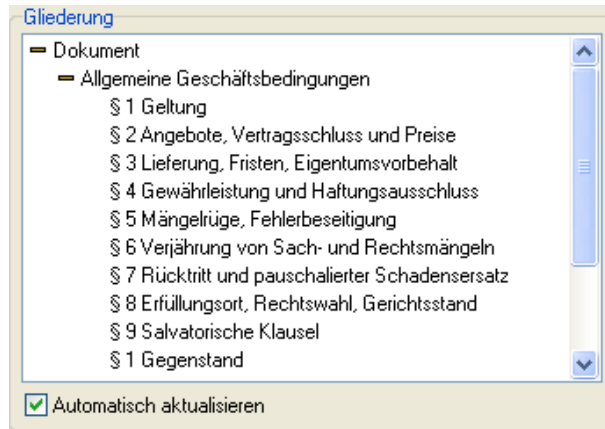 Gliederung
Dokument
Allgemeine Geschäftsbedingungen
§ 1 Geltung
§ 2 Angebote, Vertragsschluss und Preise
§ 3 Lieferung, Fristen, Eigentumsvorbehalt
§ 4 Gewährleistung und Haftungsausschluss
§ 5 Mängelrüge, Fehlerbeseitigung
§ 6 Verjährung von Sach- und Rechtsmängeln
§ 7 Rücktritt und pauschalierter Schadensersatz
§ 8 Erfüllungsort, Rechtswahl, Gerichtsstand
§ 9 Salvatorische Klausel
§ 1 Gegenstand
Automatisch aktualisieren